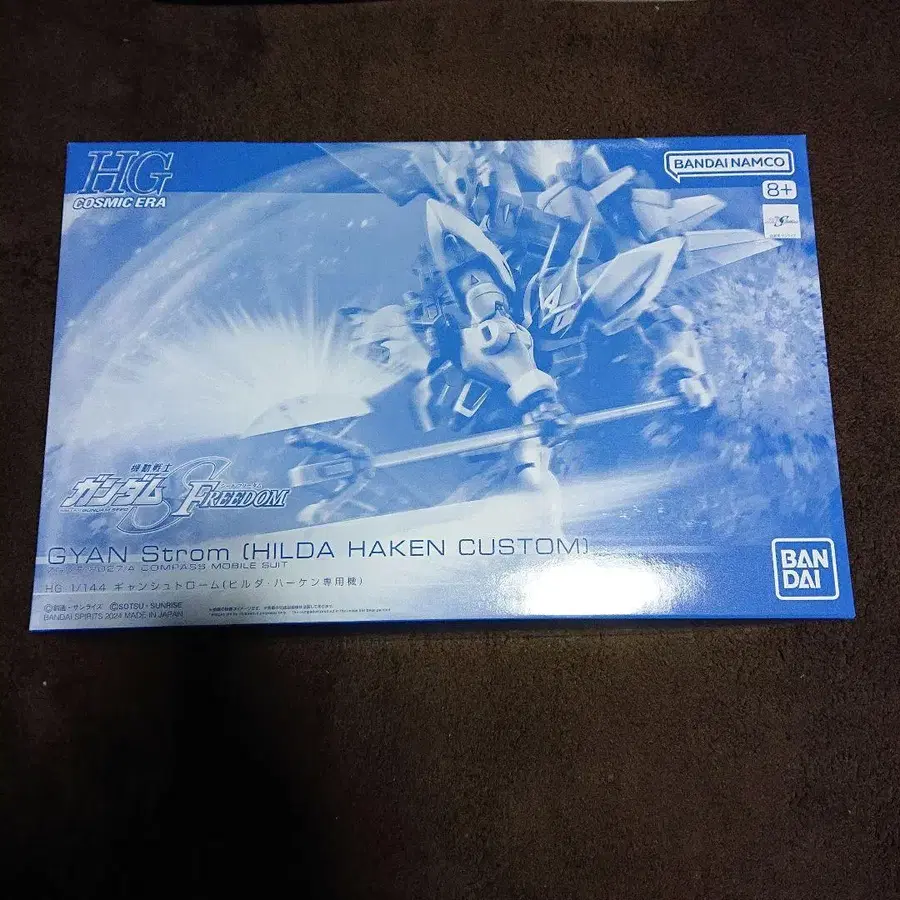 HG
COSMIC ERA
BANDAI NAMCO
8+
機動戦士
ガンダムSEED FREEDOM
GYAN Strom (HILDA HAKEN CUSTOM)
COMPASS MOBILE SUIT
HG 1/144 ギャンシュトローム(ヒルダ・ハーケン専用機)
©創通・サンライズ ©SOTSU・SUNRISE
BANDAI SPIRITS 2024 MADE IN JAPAN
BAN
DAI